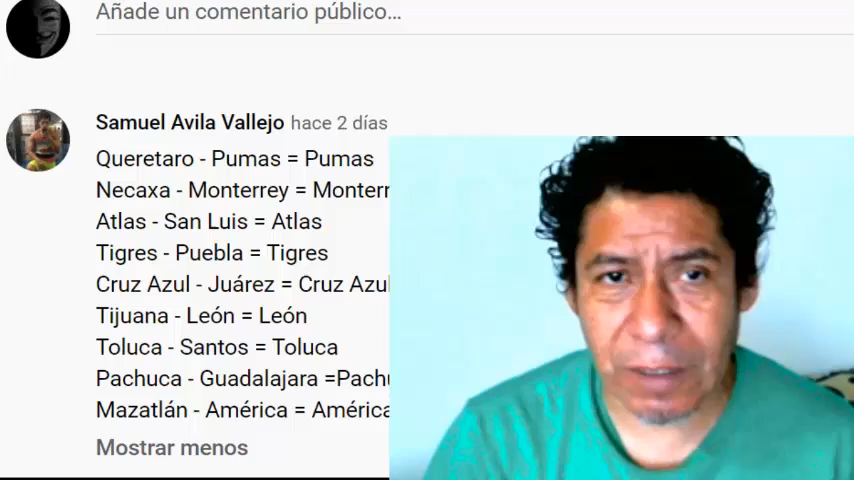 Añade un comentario público...
Samuel Avila Vallejo hace 2 días
Queretaro - Pumas = Pumas
Necaxa - Monterrey =
Atlas - San Luis = Atlas
Tigres - Puebla = Tigres
Cruz Azul - Juárez = Cruz Azul
Tijuana - León = León
Toluca - Santos = Toluca
Pachuca - Guadalajara =
Mazatlán - América = América
Mostrar menos